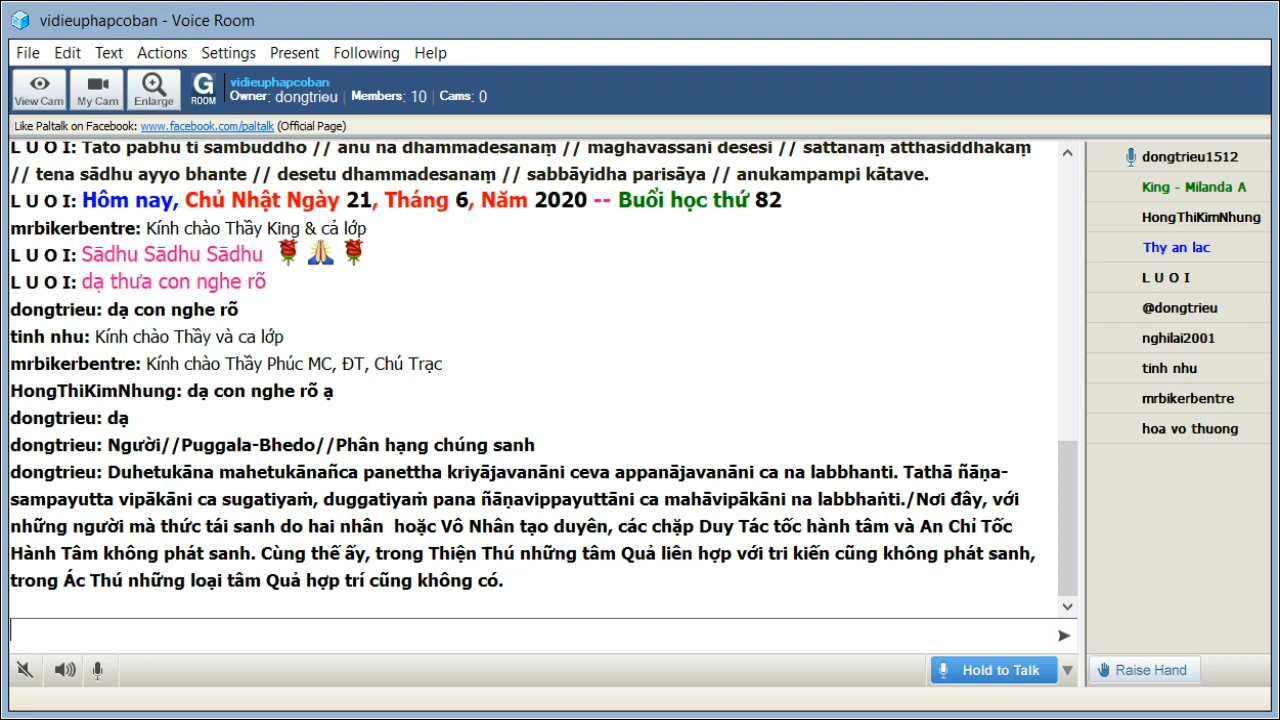 vidieuphapcoban - Voice Room
File Edit Text Actions Settings Present Following Help
View Cam My Cam Enlarge G ROOM
vidieuphapcoban
Owner: dongtrieu | Members: 10 | Cams: 0
Like Paltalk on Facebook: www.facebook.com/paltalk (Official Page)
L U O I: Tato pabhu ti sambuddho // anu na dhammadesanaṃ // maghavassani desesi // sattanaṃ atthasiddhakaṃ
// tena sādhu ayyo bhante // desetu dhammadesanaṃ // sabbāyidha parisāya // anukampampi kātave.
L U O I: Hôm nay, Chủ Nhật Ngày 21, Tháng 6, Năm 2020 -- Buổi học thứ 82
mrbikerbentre: Kính chào Thầy King & cả lớp
L U O I: Sādhu Sādhu Sādhu 🌹 🙏 🌹
L U O I: dạ thưa con nghe rõ
dongtrieu: dạ con nghe rõ
tinh nhu: Kính chào Thầy và ca lớp
mrbikerbentre: Kính chào Thầy Phúc MC, ĐT, Chú Trạc
HongThiKimNhung: dạ con nghe rõ ạ
dongtrieu: dạ
dongtrieu: Người//Puggala-Bhedo//Phân hạng chúng sanh
dongtrieu: Duhetukāna mahetukānañca panettha kriyājavanāni ceva appanājavanāni ca na labbhanti. Tathā ñāṇa-
sampayutta vipākāni ca sugatiyaṁ, duggatiyaṁ pana ñāṇavippayuttāni ca mahāvipākāni na labbhaṅti./Nơi đây, với
những người mà thức tái sanh do hai nhân hoặc Vô Nhân tạo duyên, các chặp Duy Tác tốc hành tâm và An Chỉ Tốc
Hành Tâm không phát sanh. Cùng thế ấy, trong Thiện Thú những tâm Quả liên hợp với tri kiến cũng không phát sanh,
trong Ác Thú những loại tâm Quả hợp trí cũng không có.
dongtrieu1512
King - Milanda A
HongThiKimNhung
Thy an lac
L U O I
@dongtrieu
nghilai2001
tinh nhu
mrbikerbentre
hoa vo thuong
Hold to Talk
Raise Hand